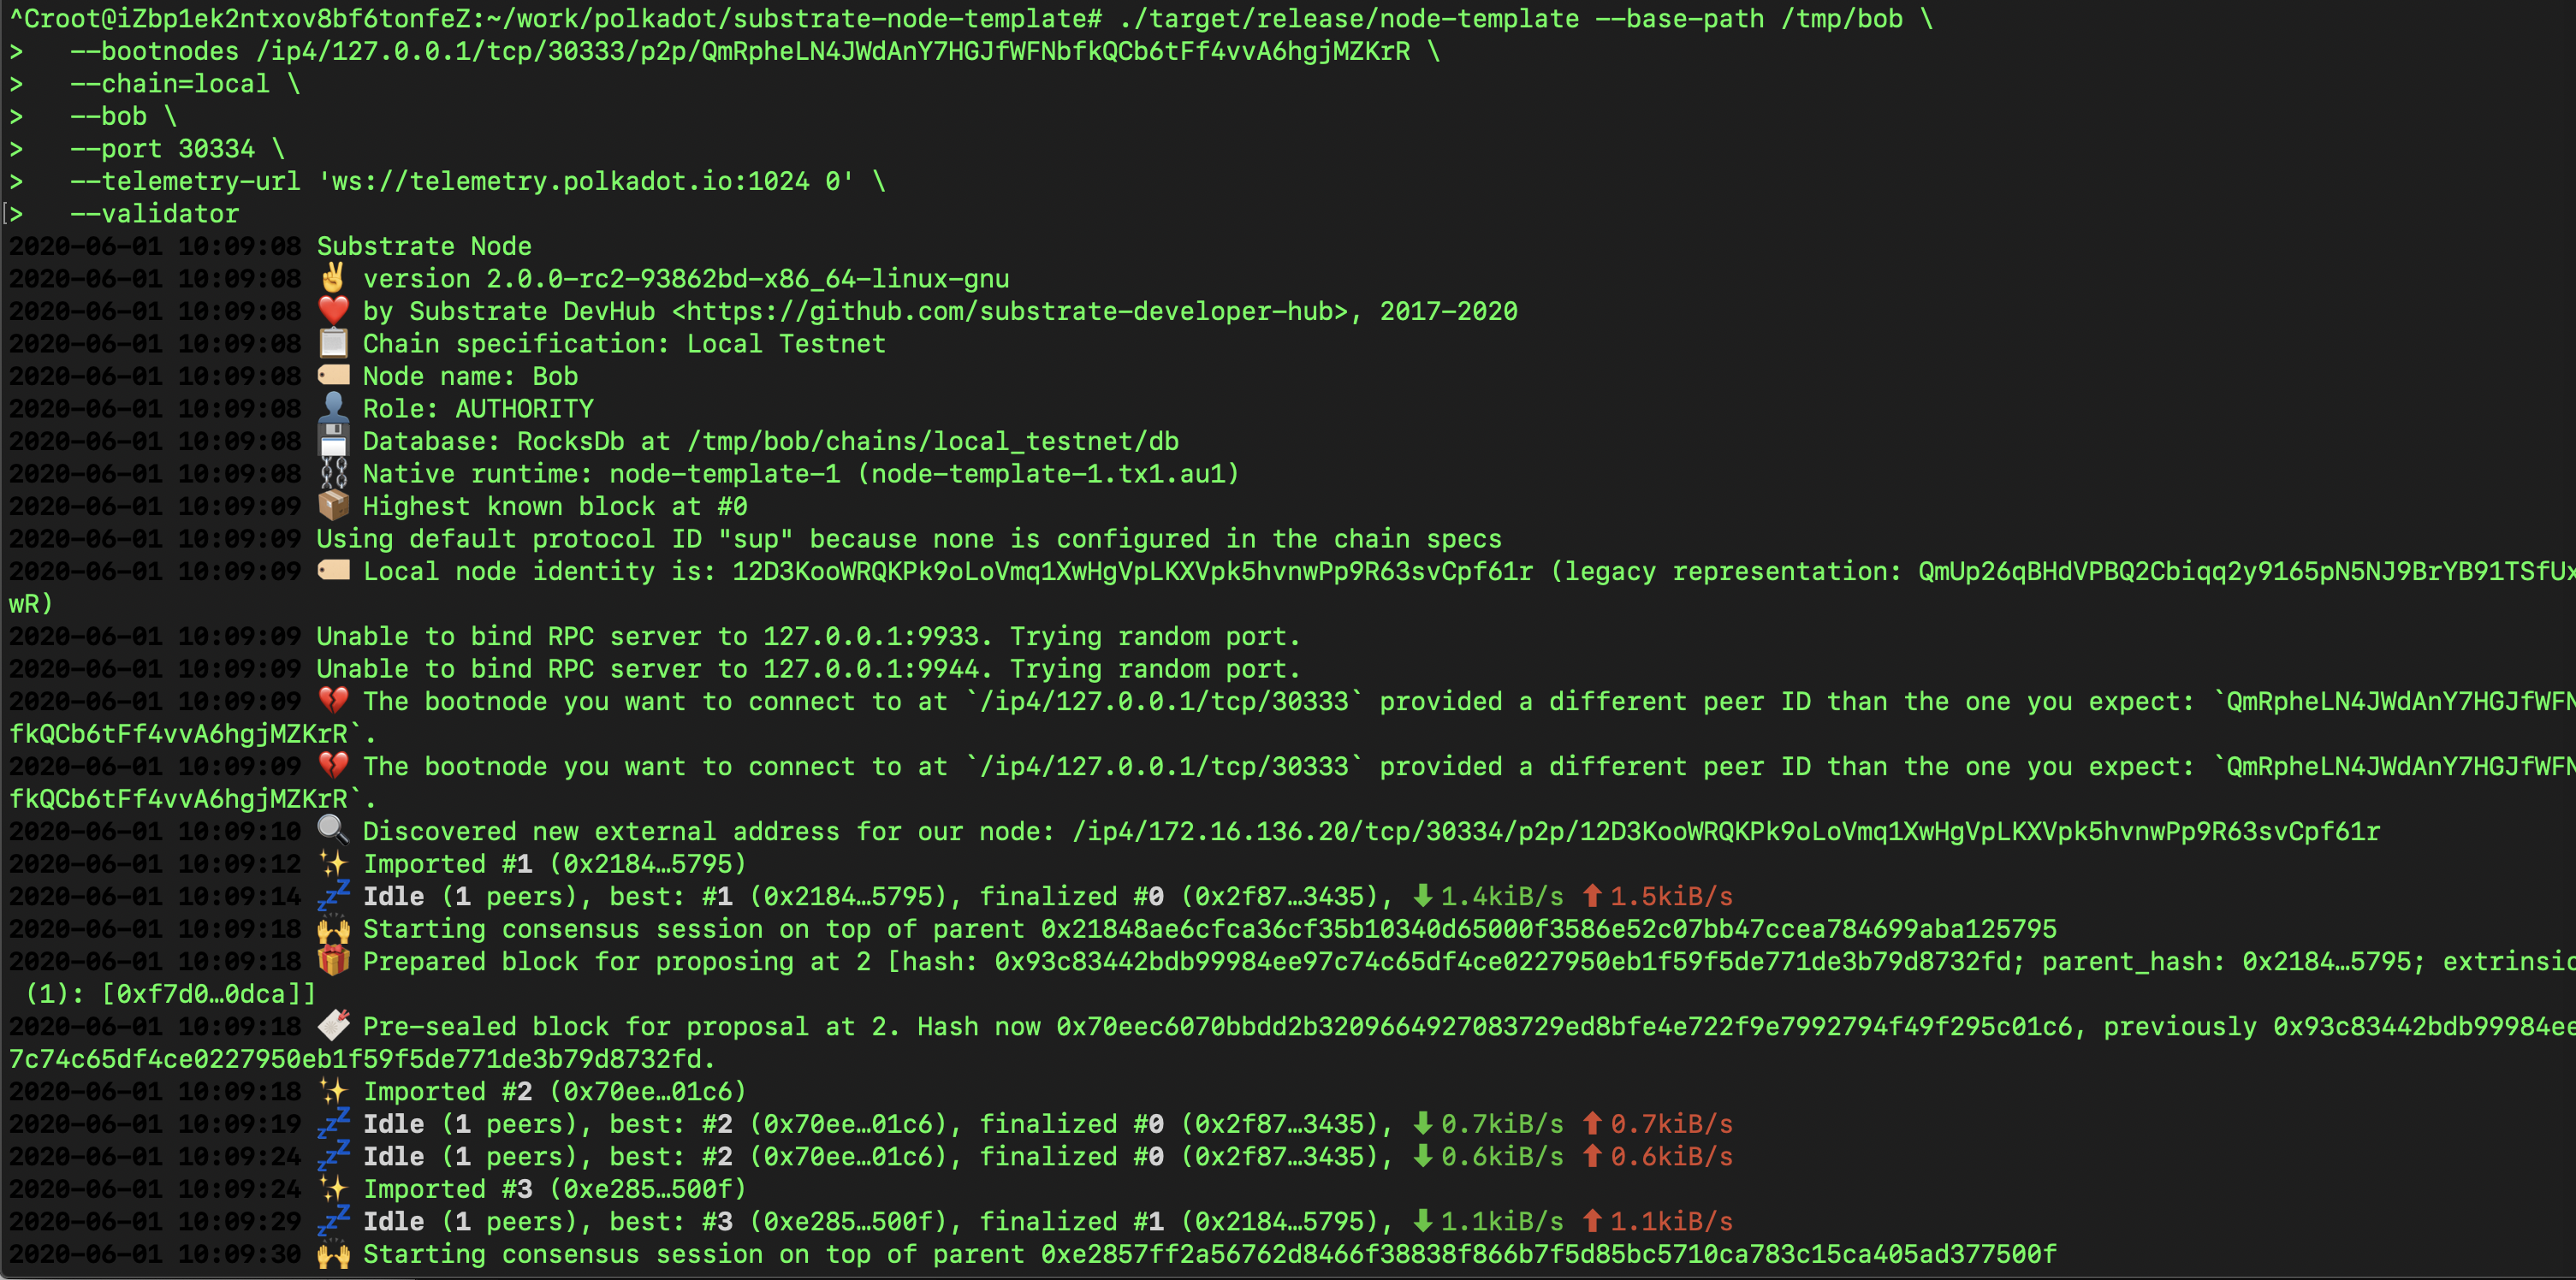 ^Croot@iZbp1ek2ntxov8bf6tonfeZ:~/work/polkadot/substrate-node-template# ./target/release/node-template --base-path /tmp/bob \
>   --bootnodes /ip4/127.0.0.1/tcp/30333/p2p/QmRpheLN4JWdAnY7HGJfWFNbfkQCb6tFf4vvA6hgjMZKrR \
>   --chain=local \
>   --bob \
>   --port 30334 \
>   --telemetry-url 'ws://telemetry.polkadot.io:1024 0' \
[>   --validator
2020-06-01 10:09:08 Substrate Node
2020-06-01 10:09:08 ✌️ version 2.0.0-rc2-93862bd-x86_64-linux-gnu
2020-06-01 10:09:08 ❤️ by Substrate DevHub <https://github.com/substrate-developer-hub>, 2017-2020
2020-06-01 10:09:08 📋 Chain specification: Local Testnet
2020-06-01 10:09:08 🏷 Node name: Bob
2020-06-01 10:09:08 👤 Role: AUTHORITY
2020-06-01 10:09:08 💾 Database: RocksDb at /tmp/bob/chains/local_testnet/db
2020-06-01 10:09:08 ⛓ Native runtime: node-template-1 (node-template-1.tx1.au1)
2020-06-01 10:09:09 📦 Highest known block at #0
2020-06-01 10:09:09 Using default protocol ID "sup" because none is configured in the chain specs
2020-06-01 10:09:09 🏷 Local node identity is: 12D3KooWRQKPk9oLoVmq1XwHgVpLKXVpk5hvnwPp9R63svCpf61r (legacy representation: QmUp26qBHdVPBQ2Cbiqq2y9165pN5NJ9BrYB91TSfUx
wR)
2020-06-01 10:09:09 Unable to bind RPC server to 127.0.0.1:9933. Trying random port.
2020-06-01 10:09:09 Unable to bind RPC server to 127.0.0.1:9944. Trying random port.
2020-06-01 10:09:09 💔 The bootnode you want to connect to at `/ip4/127.0.0.1/tcp/30333` provided a different peer ID than the one you expect: `QmRpheLN4JWdAnY7HGJfWFN
fkQCb6tFf4vvA6hgjMZKrR`.
2020-06-01 10:09:09 💔 The bootnode you want to connect to at `/ip4/127.0.0.1/tcp/30333` provided a different peer ID than the one you expect: `QmRpheLN4JWdAnY7HGJfWFN
fkQCb6tFf4vvA6hgjMZKrR`.
2020-06-01 10:09:10 🔍 Discovered new external address for our node: /ip4/172.16.136.20/tcp/30334/p2p/12D3KooWRQKPk9oLoVmq1XwHgVpLKXVpk5hvnwPp9R63svCpf61r
2020-06-01 10:09:12 ✨ Imported #1 (0x2184…5795)
2020-06-01 10:09:14 💤 Idle (1 peers), best: #1 (0x2184…5795), finalized #0 (0x2f87…3435), ⬇ 1.4kiB/s ⬆ 1.5kiB/s
2020-06-01 10:09:18 🙌 Starting consensus session on top of parent 0x21848ae6cfca36cf35b10340d65000f3586e52c07bb47ccea784699aba125795
2020-06-01 10:09:18 🎁 Prepared block for proposing at 2 [hash: 0x93c83442bdb99984ee97c74c65df4ce0227950eb1f59f5de771de3b79d8732fd; parent_hash: 0x2184…5795; extrinsic
(1): [0xf7d0…0dca]]
2020-06-01 10:09:18 🔖 Pre-sealed block for proposal at 2. Hash now 0x70eec6070bbdd2b3209664927083729ed8bfe4e722f9e7992794f49f295c01c6, previously 0x93c83442bdb99984ee
7c74c65df4ce0227950eb1f59f5de771de3b79d8732fd.
2020-06-01 10:09:18 ✨ Imported #2 (0x70ee…01c6)
2020-06-01 10:09:19 💤 Idle (1 peers), best: #2 (0x70ee…01c6), finalized #0 (0x2f87…3435), ⬇ 0.7kiB/s ⬆ 0.7kiB/s
2020-06-01 10:09:24 💤 Idle (1 peers), best: #2 (0x70ee…01c6), finalized #0 (0x2f87…3435), ⬇ 0.6kiB/s ⬆ 0.6kiB/s
2020-06-01 10:09:24 ✨ Imported #3 (0xe285…500f)
2020-06-01 10:09:29 💤 Idle (1 peers), best: #3 (0xe285…500f), finalized #1 (0x2184…5795), ⬇ 1.1kiB/s ⬆ 1.1kiB/s
2020-06-01 10:09:30 🙌 Starting consensus session on top of parent 0xe2857ff2a56762d8466f38838f866b7f5d85bc5710ca783c15ca405ad377500f